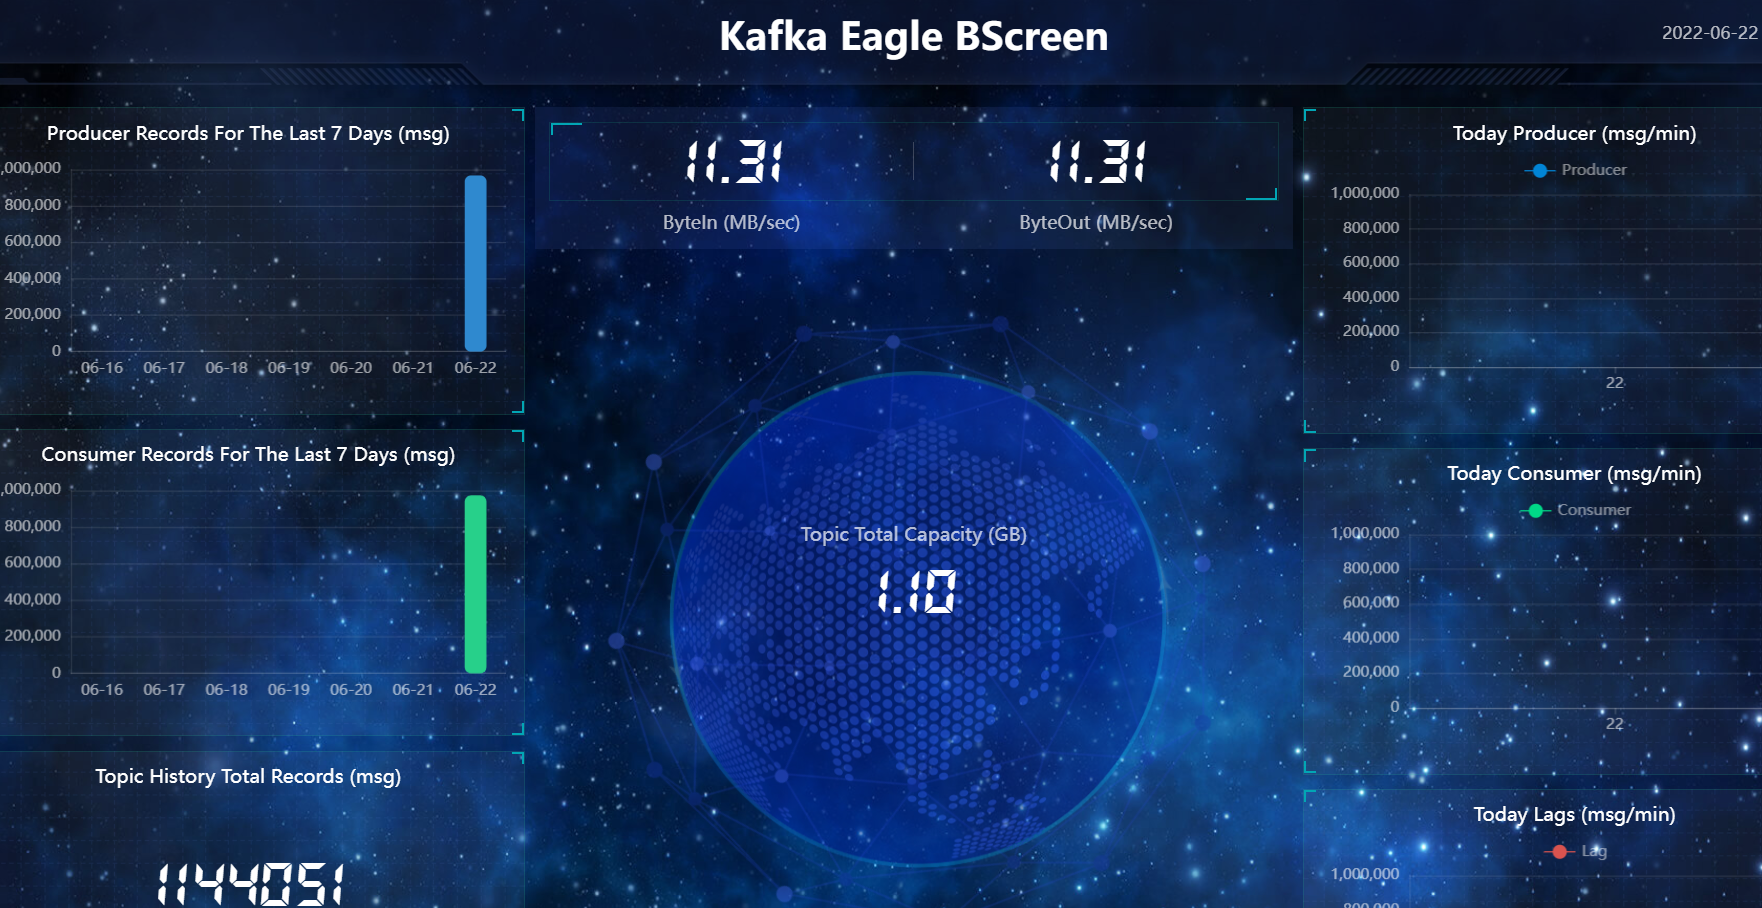 Kafka Eagle BScreen
2022-06-22
Producer Records For The Last 7 Days (msg)
,000,000
800,000
600,000
400,000
200,000
0
06-16 06-17 06-18 06-19 06-20 06-21 06-22
Consumer Records For The Last 7 Days (msg)
,000,000
800,000
600,000
400,000
200,000
0
06-16 06-17 06-18 06-19 06-20 06-21 06-22
Topic History Total Records (msg)
1144051
11.31 11.31
ByteIn (MB/sec) ByteOut (MB/sec)
Topic Total Capacity (GB)
1.10
Today Producer (msg/min)
Producer
1,000,000
800,000
600,000
400,000
200,000
0
22
Today Consumer (msg/min)
Consumer
1,000,000
800,000
600,000
400,000
200,000
0
22
Today Lags (msg/min)
Lag
1,000,000
800,000